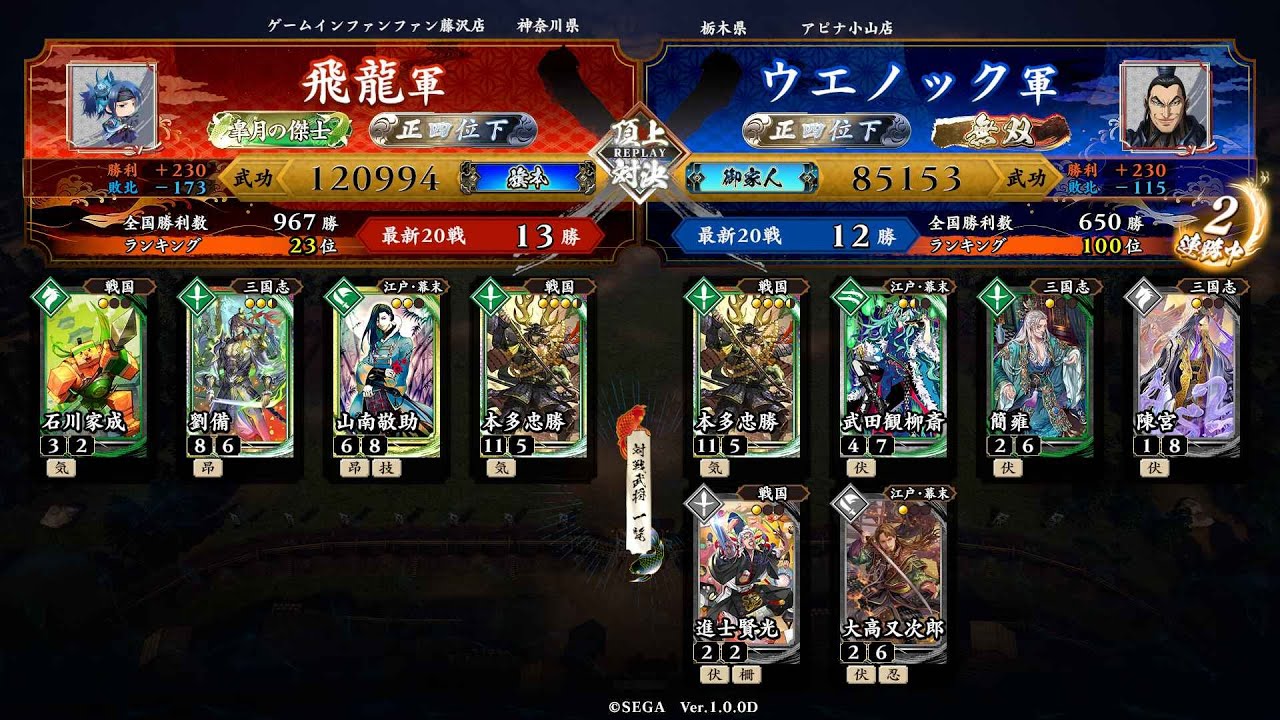 ゲームインファンファン藤沢店 神奈川県
栃木県 アピナ小山店
飛龍軍
ウエノック軍
皐月の傑士 正四位下
正四位下 無双
頂上
REPLAY
対決
勝利 +230
敗北 -173
武功 120994 旗本
御家人 85153 武功
勝利 +230
敗北 -115
全国勝利数 967勝
ランキング 23位
最新20戦 13勝
最新20戦 12勝
全国勝利数 650勝
ランキング 100位
2
連勝中
戦国
石川家成
3 2
気
三国志
劉備
8 6
昂
江戸・幕末
山南敬助
6 8
昂 技
戦国
本多忠勝
11 5
気
対戦武将一覧
戦国
本多忠勝
11 5
気
江戸・幕末
武田観柳斎
4 7
伏
三国志
簡雍
2 6
伏
三国志
陳宮
1 8
伏
戦国
進士賢光
2 2
伏 柵
江戸・幕末
大高又次郎
2 6
伏 忍
©SEGA Ver.1.0.0D